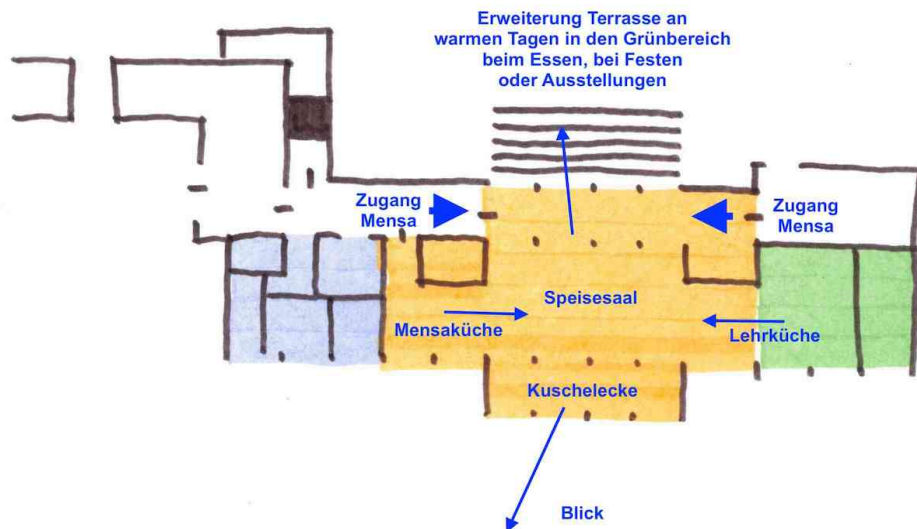 Erweiterung Terrasse an
warmen Tagen in den Grünbereich
beim Essen, bei Festen
oder Ausstellungen
Zugang
Mensa
Zugang
Mensa
Speisesaal
Mensaküche
Lehrküche
Kuschelecke
Blick